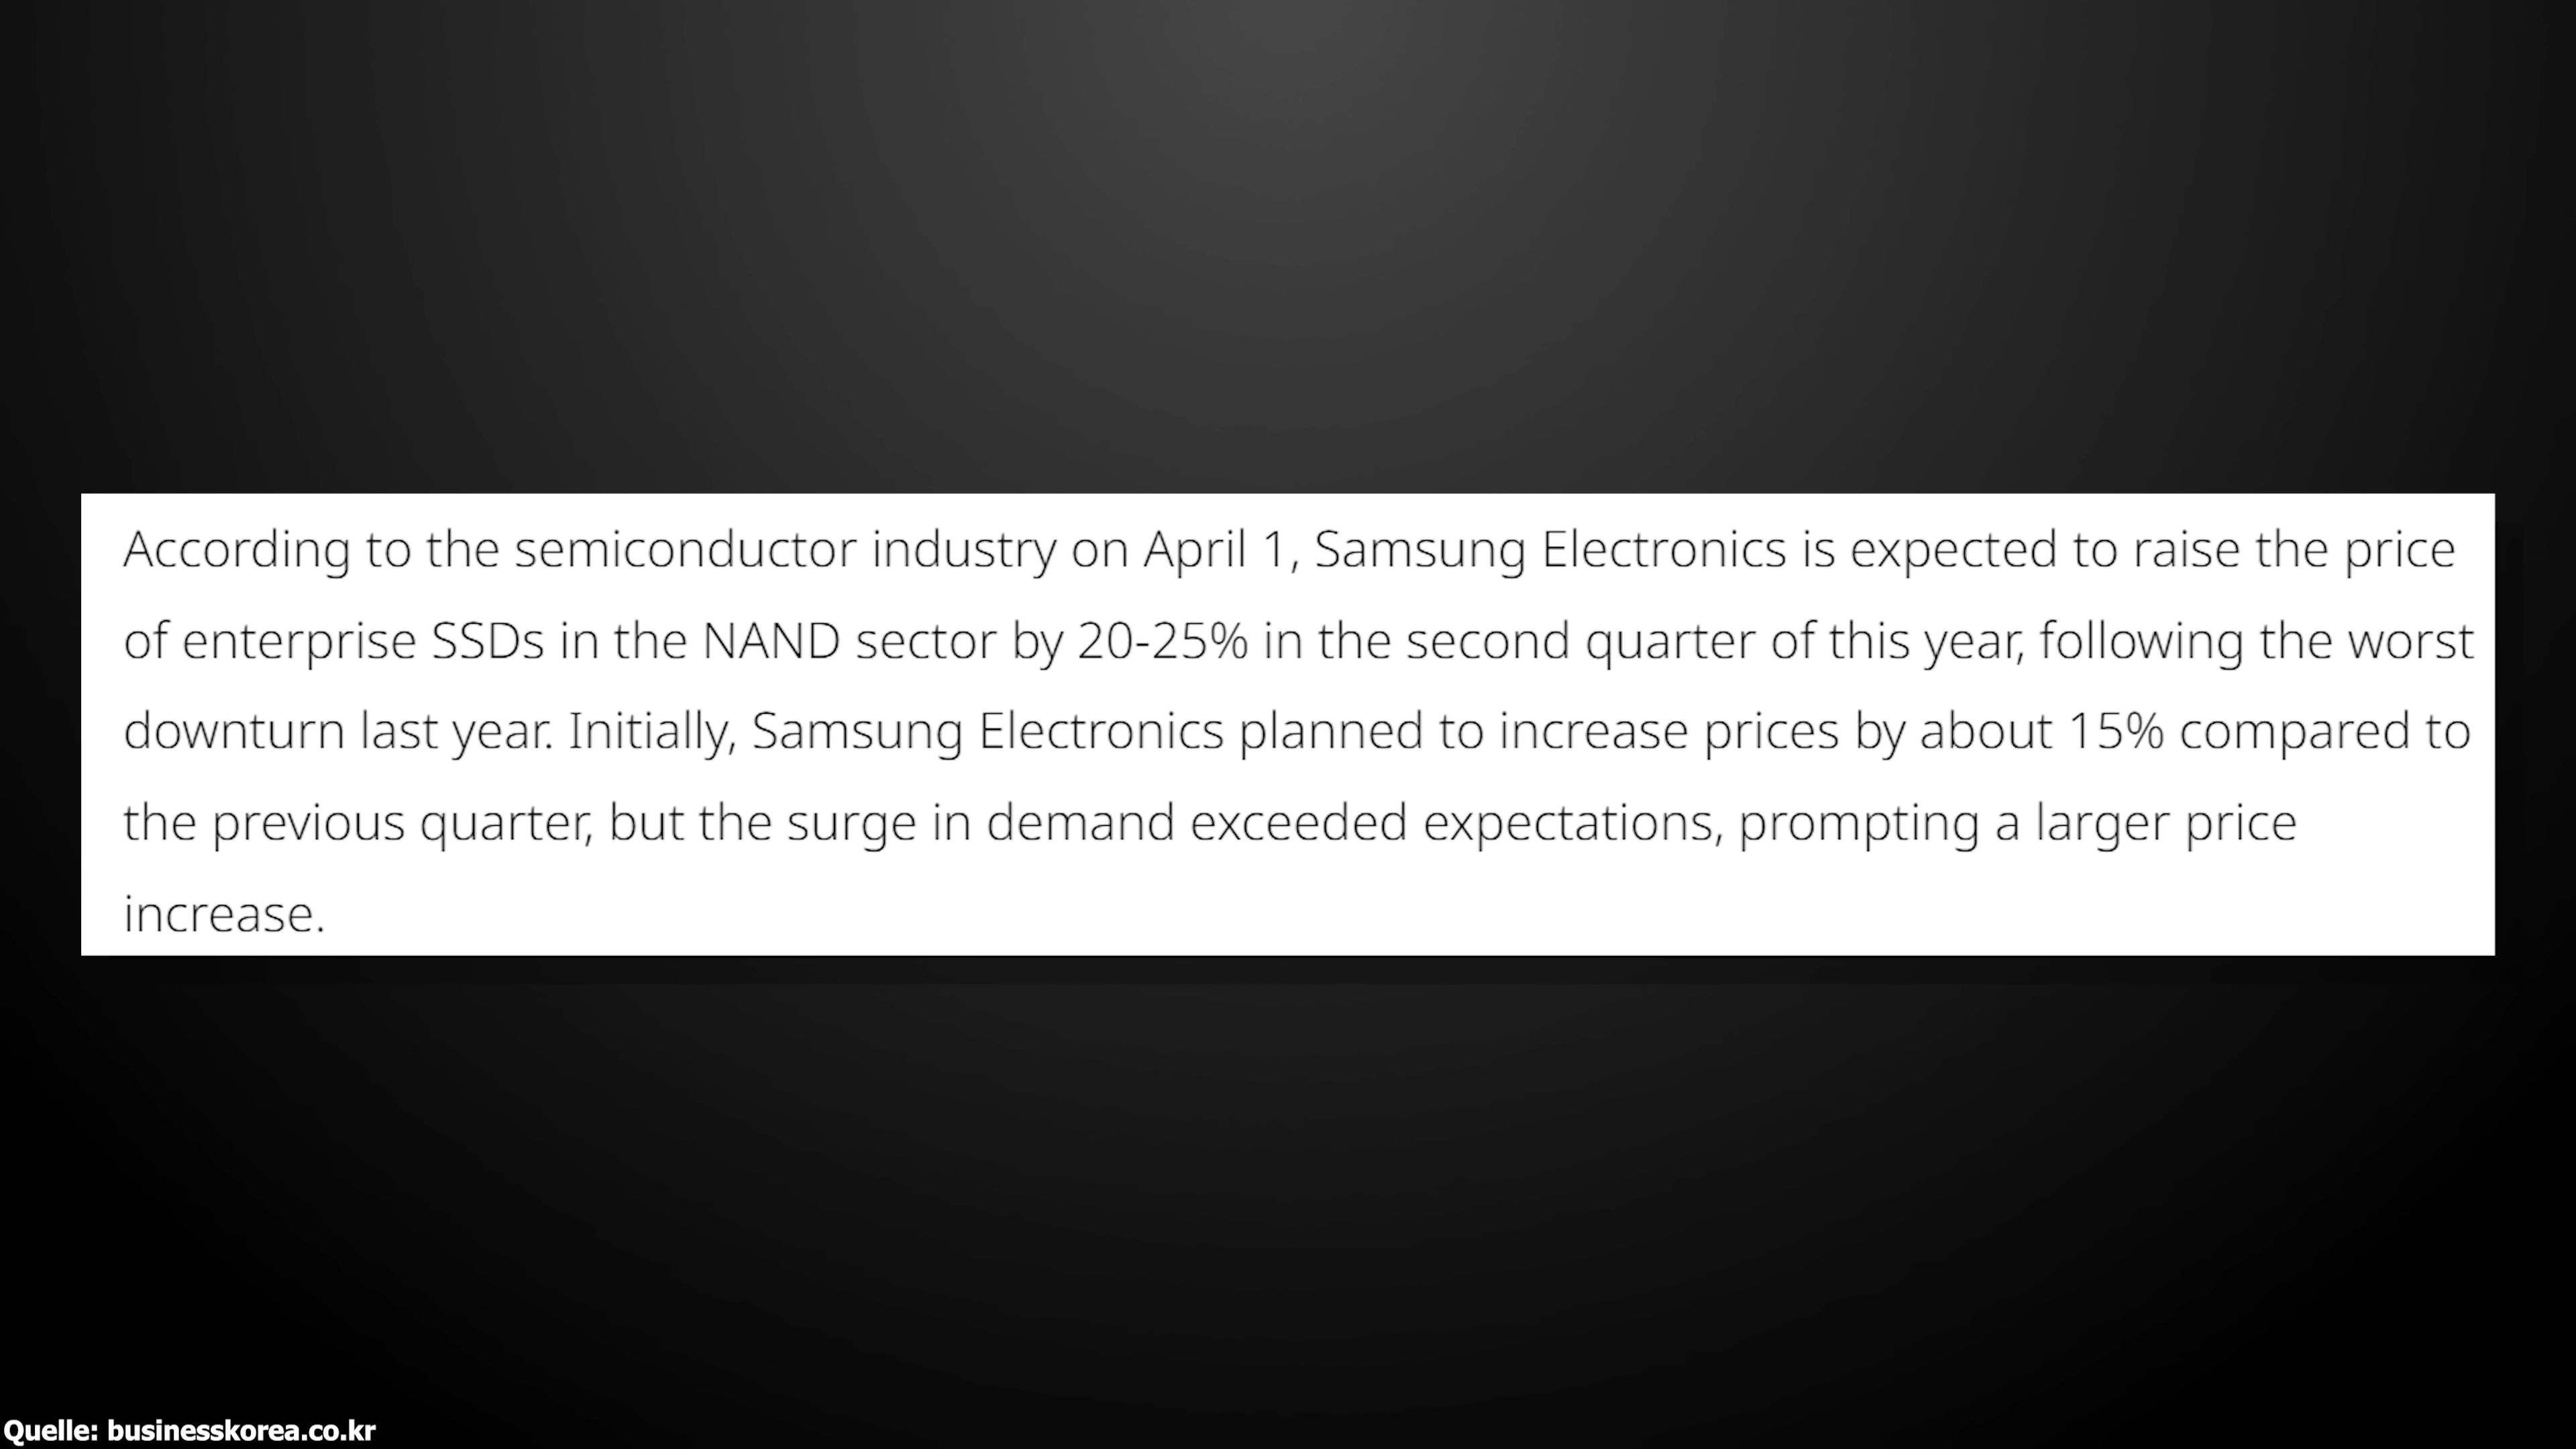 According to the semiconductor industry on April 1, Samsung Electronics is expected to raise the price
of enterprise SSDs in the NAND sector by 20-25% in the second quarter of this year, following the worst
downturn last year. Initially, Samsung Electronics planned to increase prices by about 15% compared to
the previous quarter, but the surge in demand exceeded expectations, prompting a larger price
increase.
Quelle: businesskorea.co.kr